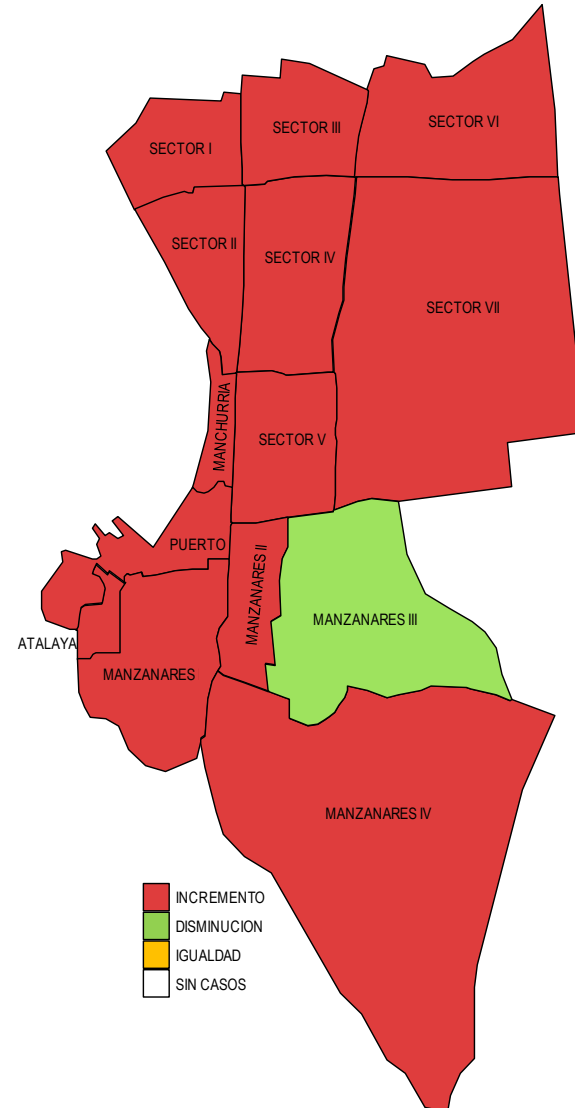 SECTOR I
SECTOR III
SECTOR VI
SECTOR II
SECTOR IV
SECTOR VII
MANCHURRIA
SECTOR V
PUERTO
MANZANARES II
MANZANARES III
ATALAYA
MANZANARES
MANZANARES IV
INCREMENTO
DISMINUCION
IGUALDAD
SIN CASOS